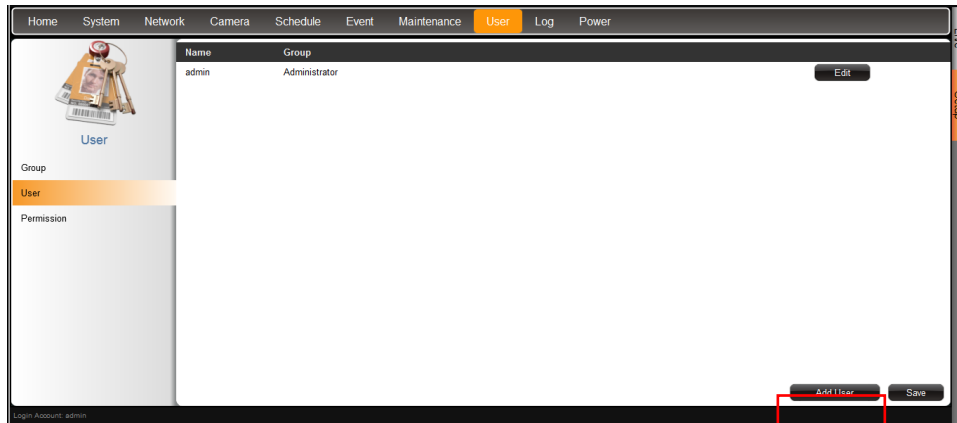 Home System Network Camera Schedule Event Maintenance User Log Power
Name Group
admin Administrator Edit
User
Group
User
Permission
Add User Save
Login Account: admin